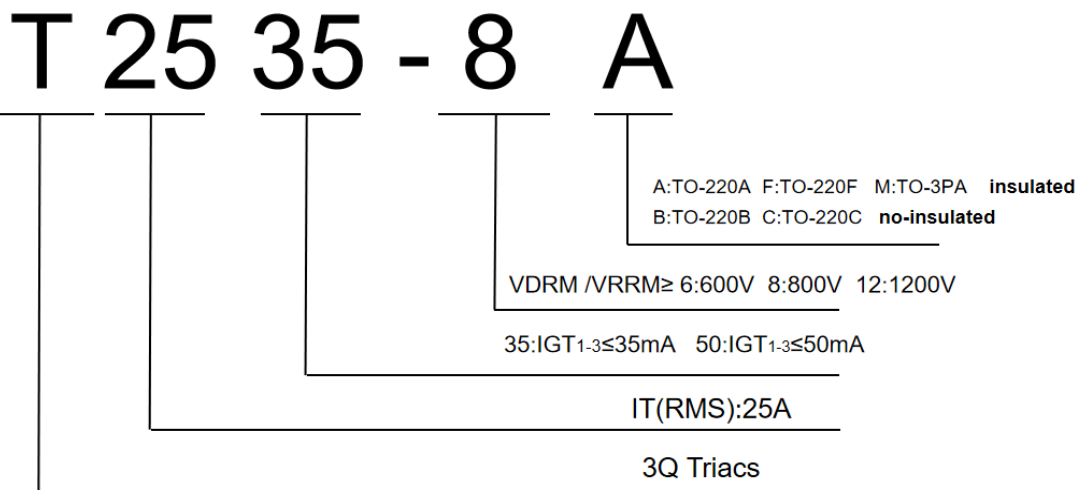 T 25 35 - 8 A
A:TO-220A F:TO-220F M:TO-3PA insulated
B:TO-220B C:TO-220C no-insulated
VDRM /VRRM≥ 6:600V 8:800V 12:1200V
35:IGT1-3≤35mA 50:IGT1-3≤50mA
IT(RMS):25A
3Q Triacs